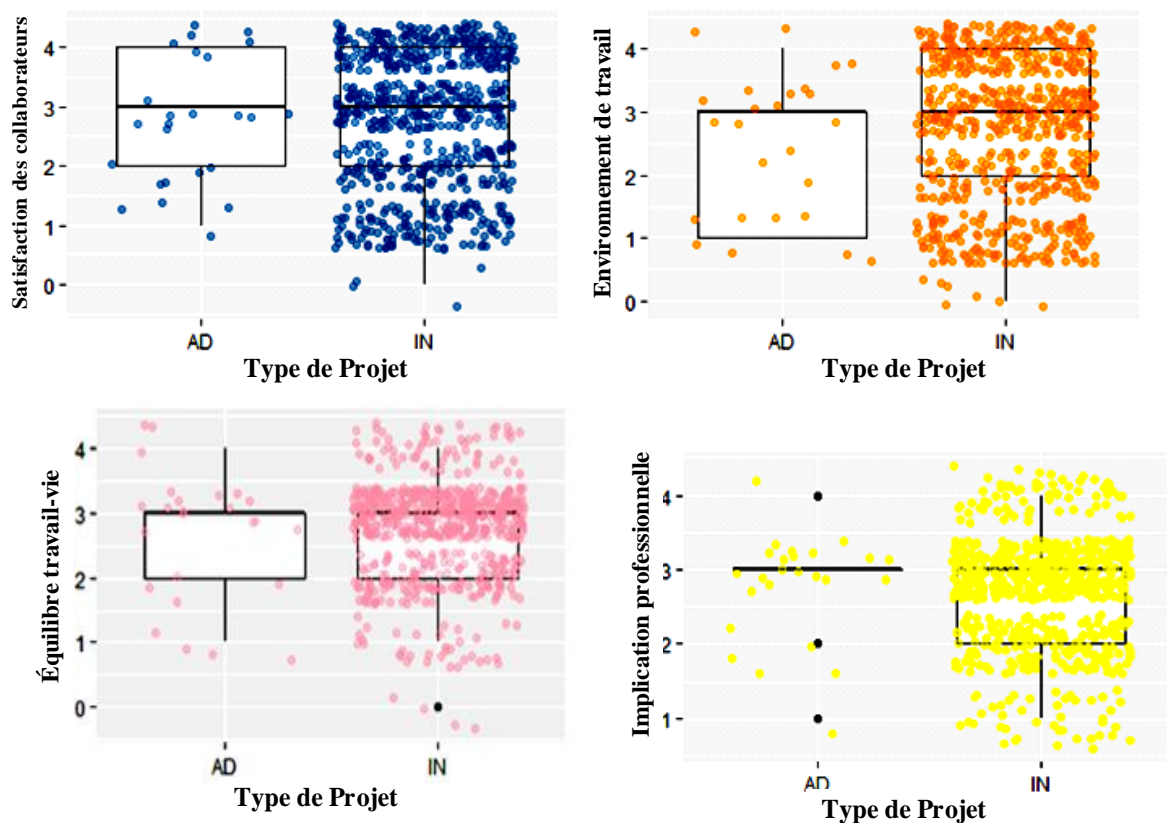 Satisfaction des collaborateurs
4
3
2
1
0
AD IN
Type de Projet
Environnement de travail
4
3
2
1
0
AD IN
Type de Projet
Équilibre travail-vie
4
3
2
1
0
AD IN
Type de Projet
Implication professionnelle
4
3
2
1
AD IN
Type de Projet